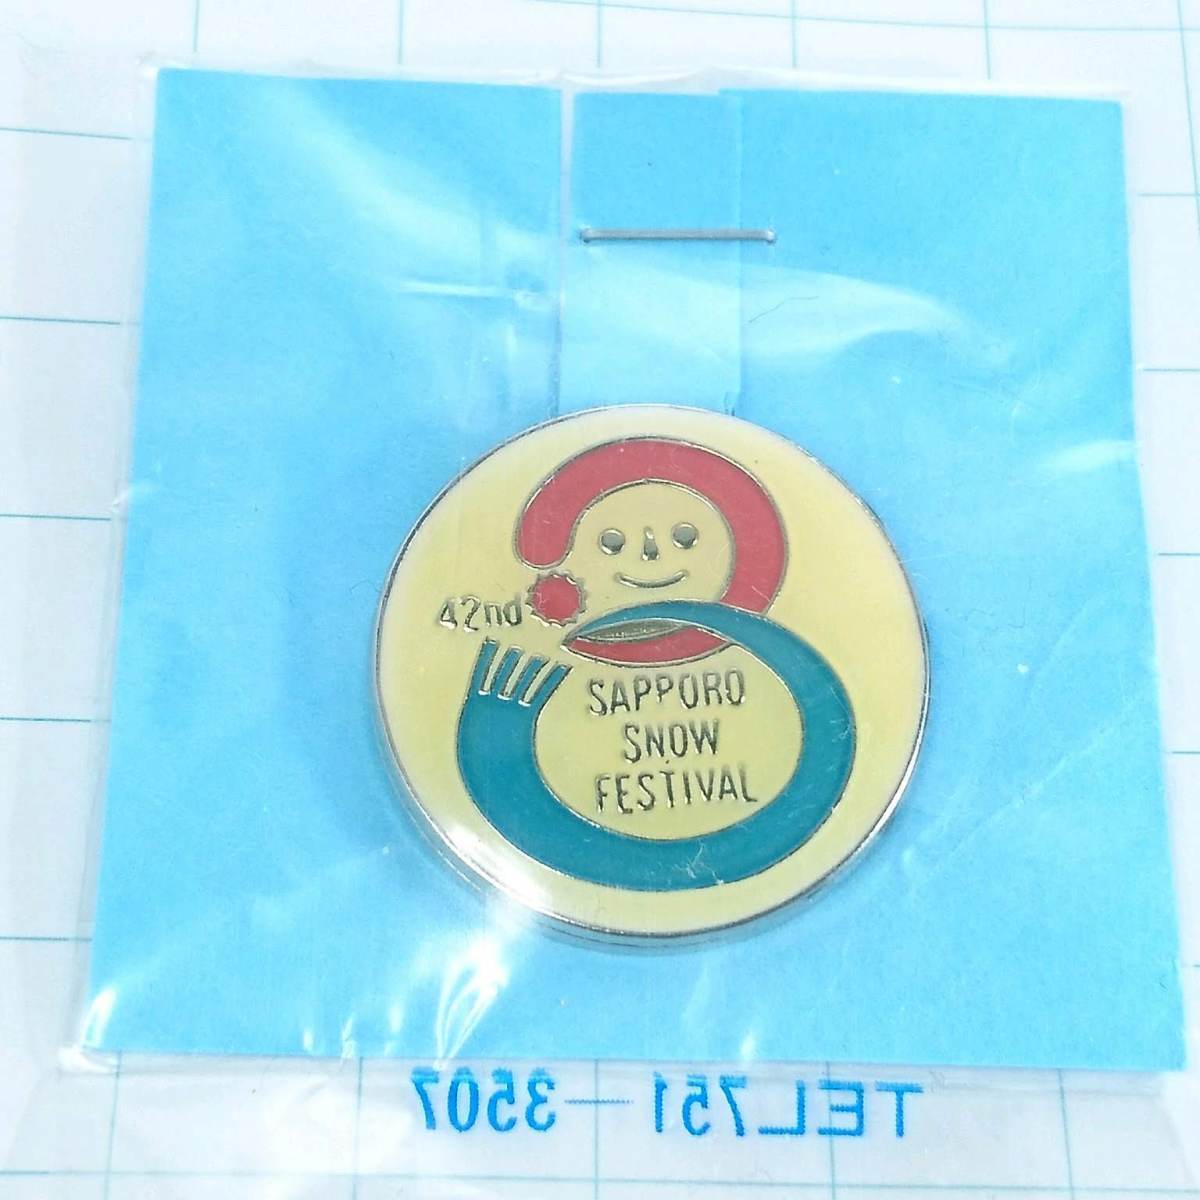 42nd
SAPPORO
SNOW
FESTIVAL
TEL751-3507